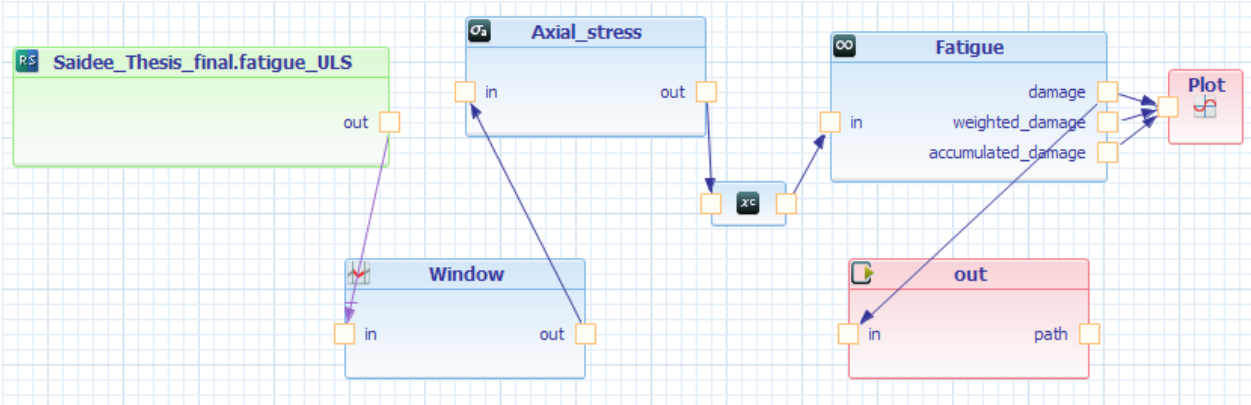 RS Saidee_Thesis_final.fatigue_ULS
out
σa Axial_stress
in out
∞ Fatigue
damage
in weighted_damage
accumulated_damage
Plot
xc
Window
in out
out
in path